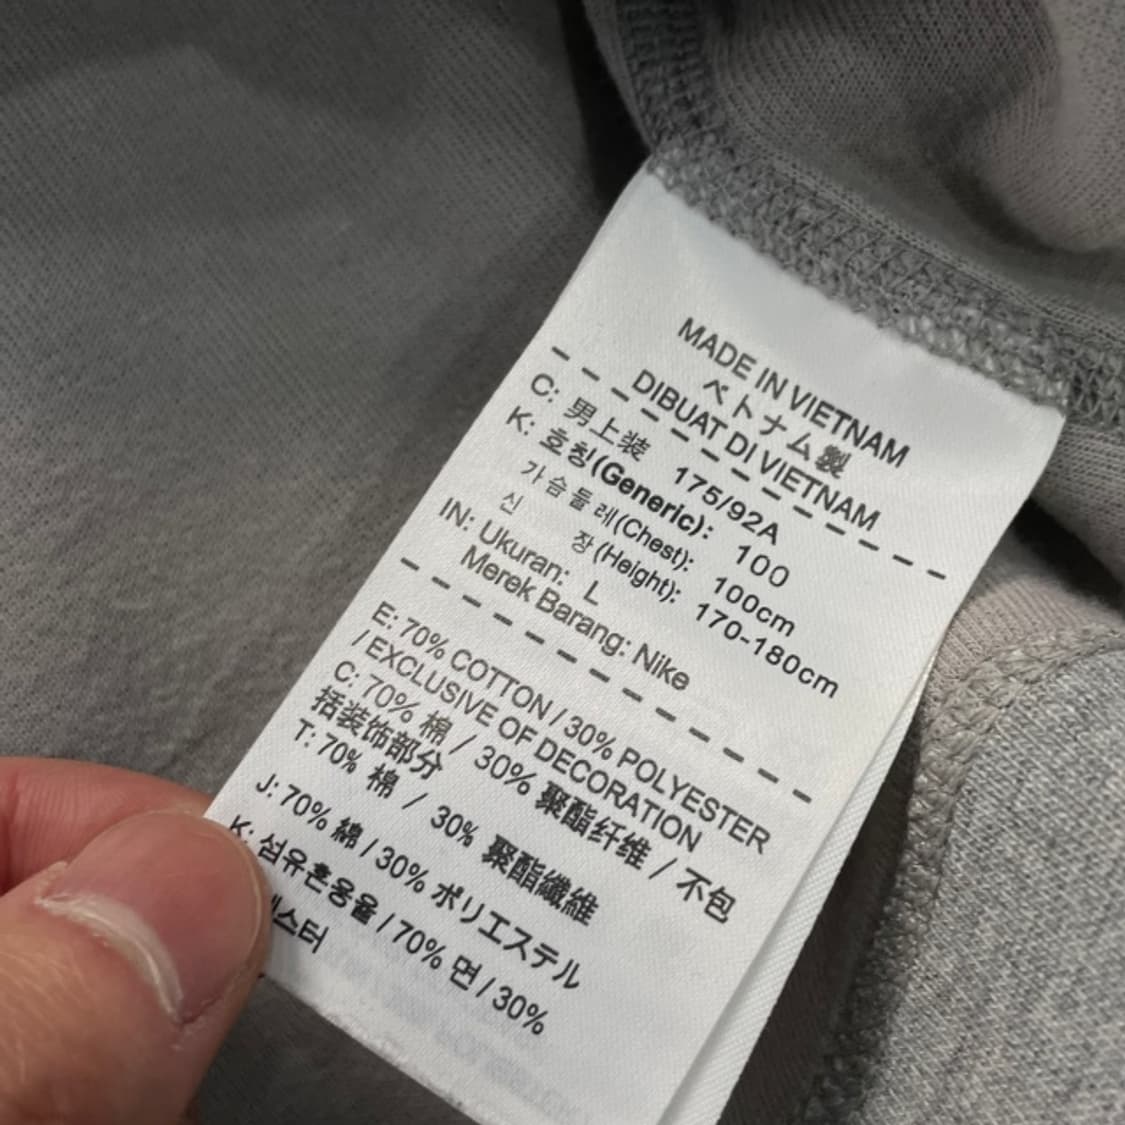 MADE IN VIETNAM
ベトナム製
DIBUAT DI VIETNAM
C: 男上装 175/92A
K: 호칭(Generic): 100
가슴둘레(Chest): 100cm
신 장(Height): 170-180cm
IN: Ukuran: L
Merek Barang: Nike
E: 70% COTTON / 30% POLYESTER
/ EXCLUSIVE OF DECORATION
C: 70% 棉 / 30% 聚酯纤维 / 不包
括装饰部分
T: 70% 棉 / 30% 聚酯纖維
J: 70% 綿 / 30% ポリエステル
K: 섬유혼용율 / 70% 면 / 30%
스터